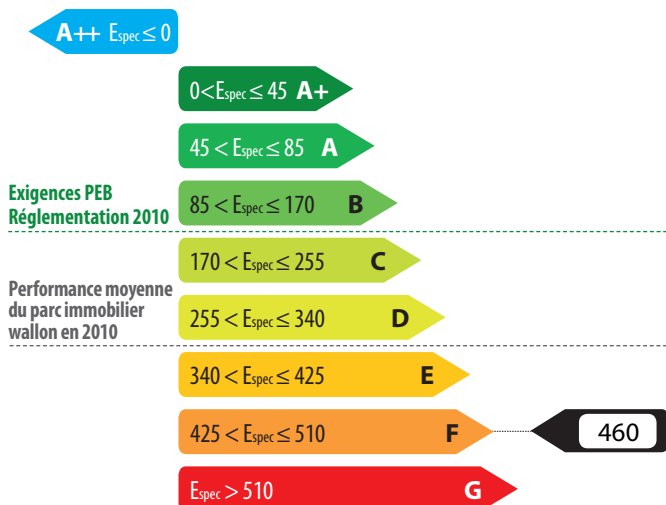 A++ Espec ≤ 0
0<Espec ≤ 45 A+
45 < Espec ≤ 85 A
Exigences PEB
Réglementation 2010
85 < Espec ≤ 170 B
170 < Espec ≤ 255 C
Performance moyenne
du parc immobilier
wallon en 2010
255 < Espec ≤ 340 D
340 < Espec ≤ 425 E
425 < Espec ≤ 510 F
460
Espec > 510 G